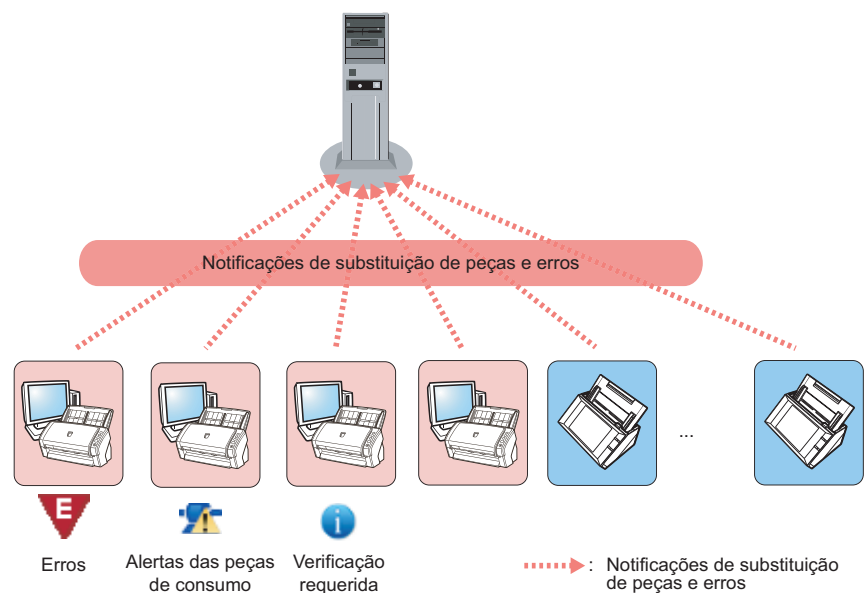 Notificações de substituição de peças e erros
...
E
i
Erros
Alertas das peças
de consumo
Verificação
requerida
: Notificações de substituição
de peças e erros